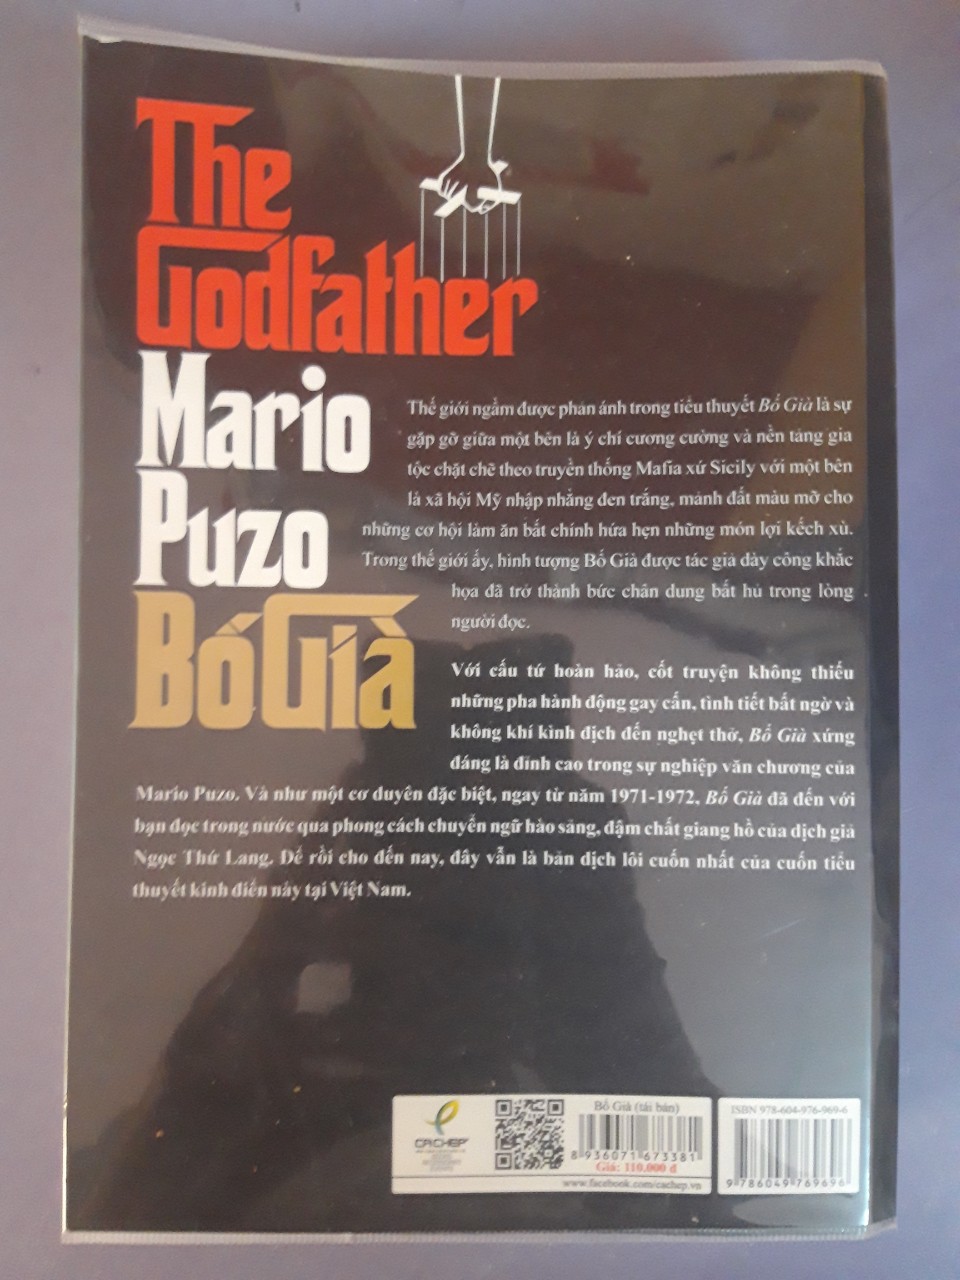 The
Godfather
Mario
Puzo
Bố Già
Thế giới ngầm được phản ánh trong tiểu thuyết Bố Già là sự
gặp gỡ giữa một bên là ý chí cương cường và nền tảng gia
tộc chặt chẽ theo truyền thống Mafia xứ Sicily với một bên
là xã hội Mỹ nhập nhằng đen trắng, mảnh đất màu mỡ cho
những cơ hội làm ăn bất chính hứa hẹn những món lợi kếch xù.
Trong thế giới ấy, hình tượng Bố Già được tác giả dày công khắc
họa đã trở thành bức chân dung bất hủ trong lòng
người đọc.
Với cấu tứ hoàn hảo, cốt truyện không thiếu
những pha hành động gay cấn, tình tiết bất ngờ và
không khí kình địch đến nghẹt thở, Bố Già xứng
đáng là đỉnh cao trong sự nghiệp văn chương của
Mario Puzo. Và như một cơ duyên đặc biệt, ngay từ năm 1971-1972, Bố Già đã đến với
bạn đọc trong nước qua phong cách chuyển ngữ hào sảng, đậm chất giang hồ của dịch giả
Ngọc Thứ Lang. Để rồi cho đến nay, đây vẫn là bản dịch lôi cuốn nhất của cuốn tiểu
thuyết kinh điển này tại Việt Nam.
CACHEP
Bố Già (tái bản)
8 936071 673381
Giá: 110.000 đ
www.facebook.com/cachep.vn
ISBN 978-604-976-969-6
9 786049 769696